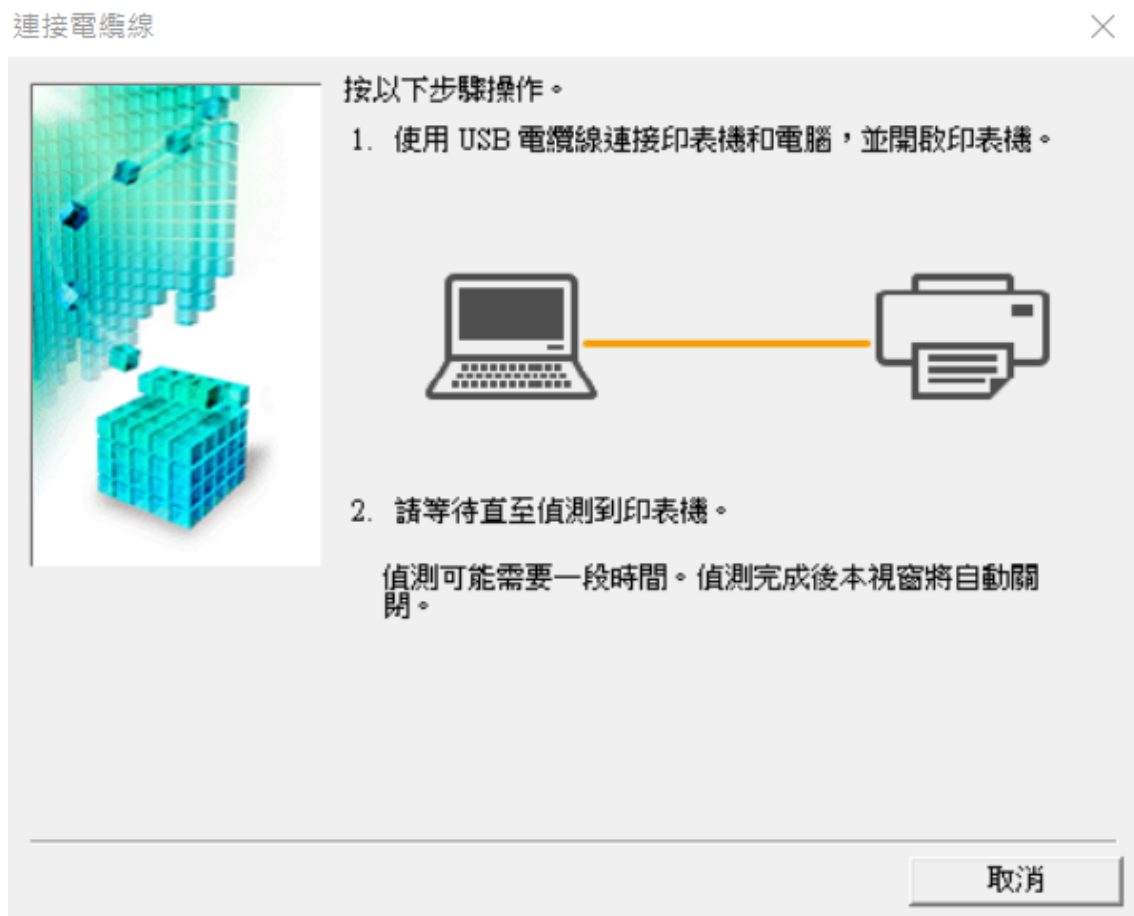 連接電纜線
按以下步驟操作。
1. 使用 USB 電纜線連接印表機和電腦，並開啟印表機。
2. 請等待直至偵測到印表機。
偵測可能需要一段時間。偵測完成後本視窗將自動關
閉。
取消